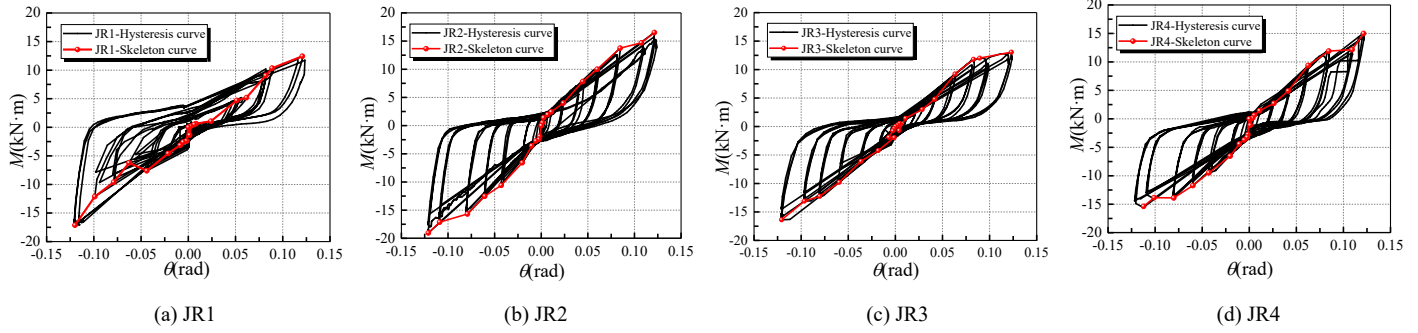 20
15
10
5
0
-5
-10
-15
-20
M(kN·m)
JR1-Hysteresis curve
JR1-Skeleton curve
-0.15 -0.10 -0.05 0.00 0.05 0.10 0.15
θ(rad)
(a) JR1
20
15
10
5
0
-5
-10
-15
-20
M(kN·m)
JR2-Hysteresis curve
JR2-Skeleton curve
-0.15 -0.10 -0.05 0.00 0.05 0.10 0.15
θ(rad)
(b) JR2
20
15
10
5
0
-5
-10
-15
-20
M(kN·m)
JR3-Hysteresis curve
JR3-Skeleton curve
-0.15 -0.10 -0.05 0.00 0.05 0.10 0.15
θ(rad)
(c) JR3
20
15
10
5
0
-5
-10
-15
-20
M(kN·m)
JR4-Hysteresis curve
JR4-Skeleton curve
-0.15 -0.10 -0.05 0.00 0.05 0.10 0.15
θ(rad)
(d) JR4